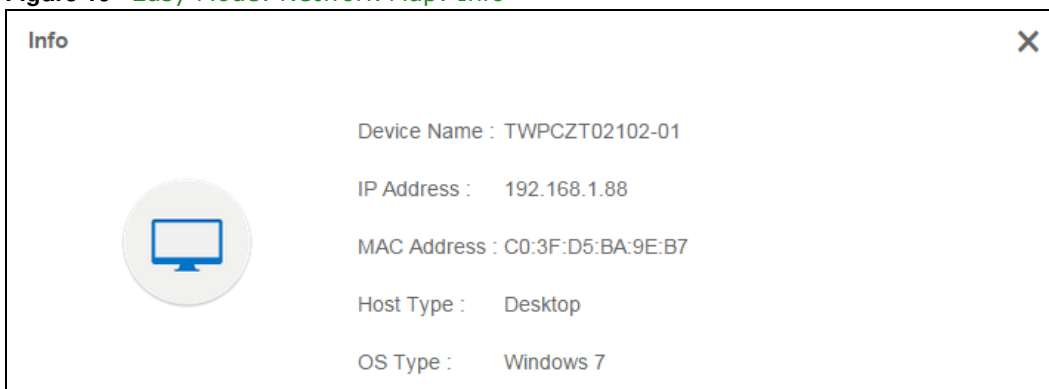 Info
Device Name : TWPCZT02102-01
IP Address : 192.168.1.88
MAC Address : C0:3F:D5:BA:9E:B7
Host Type : Desktop
OS Type : Windows 7